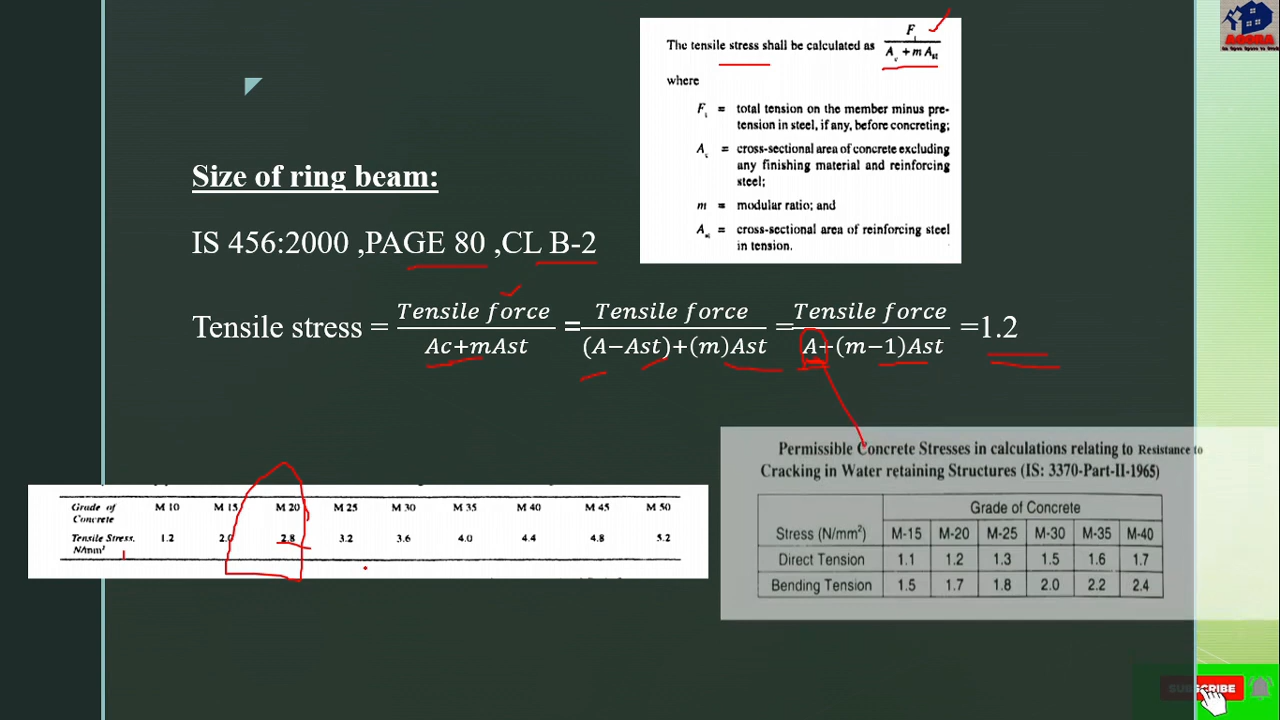 The tensile stress shall be calculated as Ft / Ac + m Ast
where
Ft = total tension on the member minus pre-
tension in steel, if any, before concreting;
Ac = cross-sectional area of concrete excluding
any finishing material and reinforcing
steel;
m = modular ratio; and
Ast = cross-sectional area of reinforcing steel
in tension.
Size of ring beam:
IS 456:2000 ,PAGE 80 ,CL B-2
Tensile stress = Tensile force / Ac+mAst = Tensile force / (A−Ast)+(m)Ast = Tensile force / A+(m−1)Ast =1.2
Grade of Concrete M 10 M 15 M 20 M 25 M 30 M 35 M 40 M 45 M 50
Tensile Stress, N/mm² 1.2 2.0 2.8 3.2 3.6 4.0 4.4 4.8 5.2
Permissible Concrete Stresses in calculations relating to Resistance to
Cracking in Water retaining Structures (IS: 3370-Part-II-1965)
Grade of Concrete
Stress (N/mm²) M-15 M-20 M-25 M-30 M-35 M-40
Direct Tension 1.1 1.2 1.3 1.5 1.6 1.7
Bending Tension 1.5 1.7 1.8 2.0 2.2 2.4
SUBSCRIBE